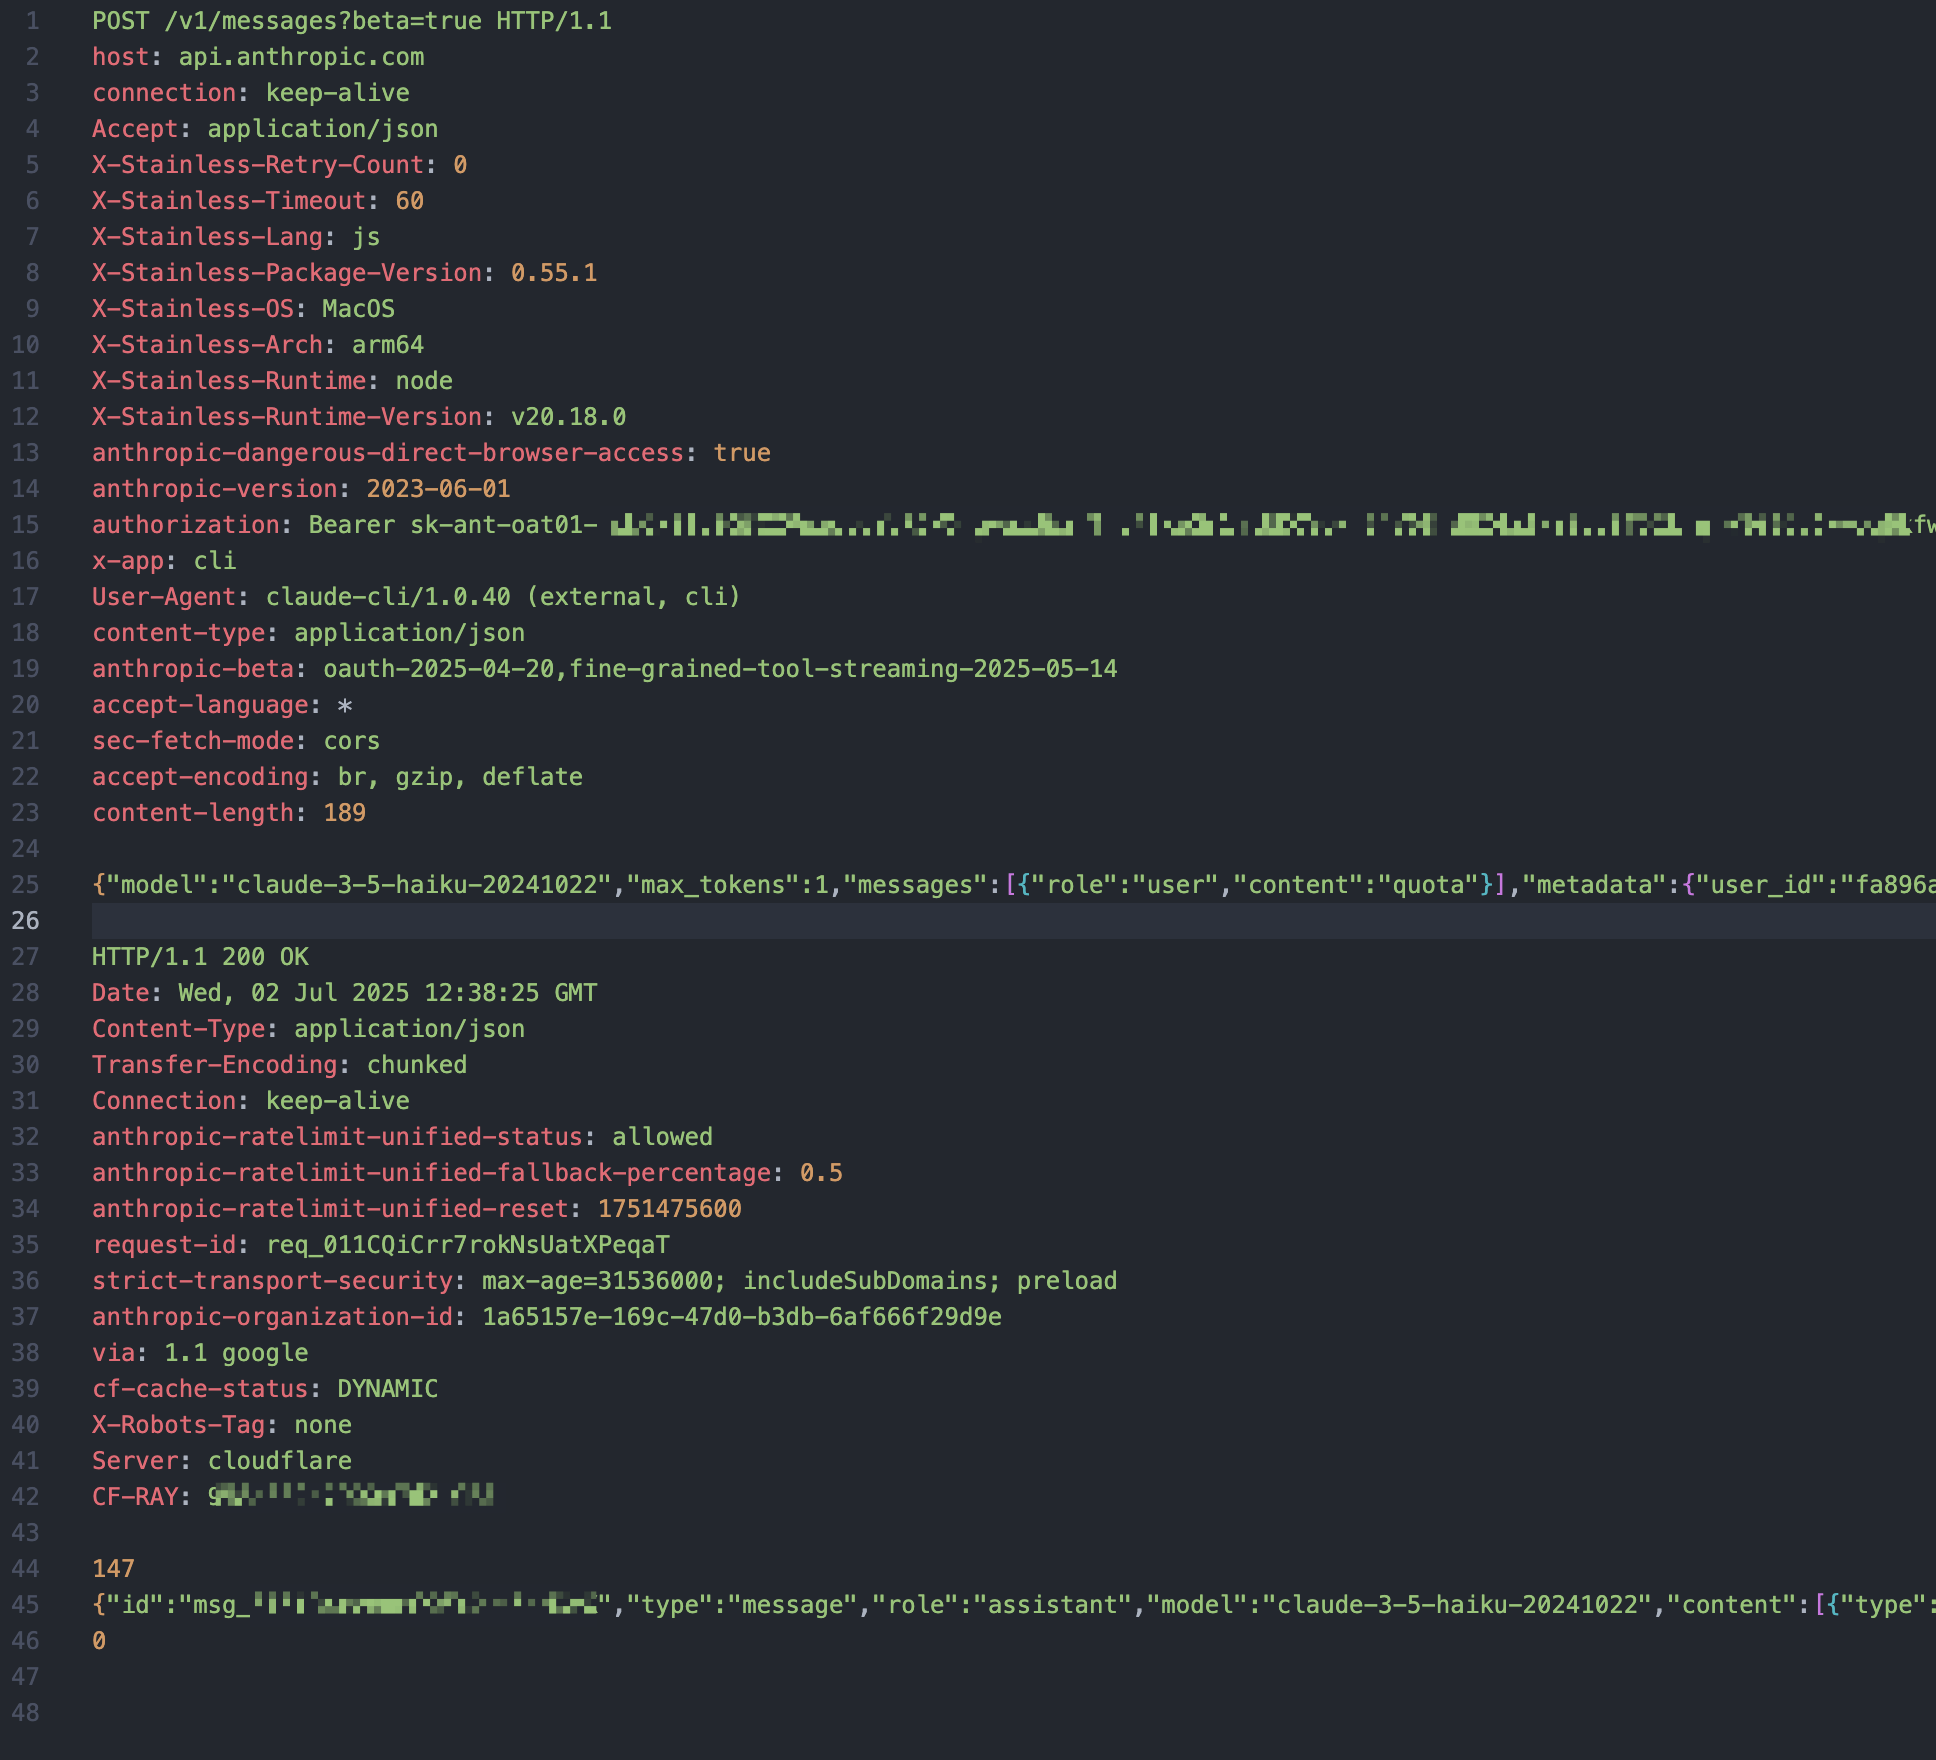 1 POST /v1/messages?beta=true HTTP/1.1
2 host: api.anthropic.com
3 connection: keep-alive
4 Accept: application/json
5 X-Stainless-Retry-Count: 0
6 X-Stainless-Timeout: 60
7 X-Stainless-Lang: js
8 X-Stainless-Package-Version: 0.55.1
9 X-Stainless-OS: MacOS
10 X-Stainless-Arch: arm64
11 X-Stainless-Runtime: node
12 X-Stainless-Runtime-Version: v20.18.0
13 anthropic-dangerous-direct-browser-access: true
14 anthropic-version: 2023-06-01
15 authorization: Bearer sk-ant-oat01-
16 x-app: cli
17 User-Agent: claude-cli/1.0.40 (external, cli)
18 content-type: application/json
19 anthropic-beta: oauth-2025-04-20,fine-grained-tool-streaming-2025-05-14
20 accept-language: *
21 sec-fetch-mode: cors
22 accept-encoding: br, gzip, deflate
23 content-length: 189
24
25 {"model":"claude-3-5-haiku-20241022","max_tokens":1,"messages":[{"role":"user","content":"quota"}],"metadata":{"user_id":"fa896a
26
27 HTTP/1.1 200 OK
28 Date: Wed, 02 Jul 2025 12:38:25 GMT
29 Content-Type: application/json
30 Transfer-Encoding: chunked
31 Connection: keep-alive
32 anthropic-ratelimit-unified-status: allowed
33 anthropic-ratelimit-unified-fallback-percentage: 0.5
34 anthropic-ratelimit-unified-reset: 1751475600
35 request-id: req_011CQiCrr7rokNsUatXPeqaT
36 strict-transport-security: max-age=31536000; includeSubDomains; preload
37 anthropic-organization-id: 1a65157e-169c-47d0-b3db-6af666f29d9e
38 via: 1.1 google
39 cf-cache-status: DYNAMIC
40 X-Robots-Tag: none
41 Server: cloudflare
42 CF-RAY:
43
44 147
45 {"id":"msg_","type":"message","role":"assistant","model":"claude-3-5-haiku-20241022","content":[{"type":
46 0
47
48